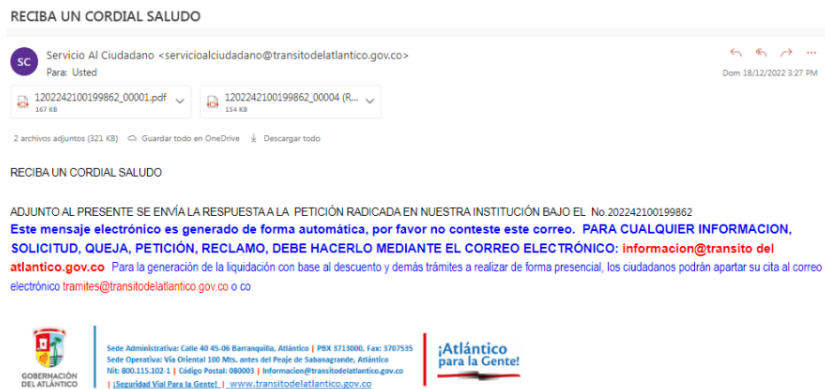 RECIBA UN CORDIAL SALUDO
SC
Servicio Al Ciudadano <servicioalciudadano@transitodelatlantico.gov.co>
Para: Usted
Dom 18/12/2022 3:27 PM
1202242100199862_00001.pdf
167 KB
1202242100199862_00004 (R...
154 KB
2 archivos adjuntos (321 KB) Guardar todo en OneDrive Descargar todo
RECIBA UN CORDIAL SALUDO
ADJUNTO AL PRESENTE SE ENVÍA LA RESPUESTA A LA PETICIÓN RADICADA EN NUESTRA INSTITUCIÓN BAJO EL No.202242100199862
Este mensaje electrónico es generado de forma automática, por favor no conteste este correo. PARA CUALQUIER INFORMACION,
SOLICITUD, QUEJA, PETICIÓN, RECLAMO, DEBE HACERLO MEDIANTE EL CORREO ELECTRÓNICO: informacion@transito del
atlantico.gov.co Para la generación de la liquidación con base al descuento y demás trámites a realizar de forma presencial, los ciudadanos podrán apartar su cita al correo
electrónico tramites@transitodelatlantico.gov.co o co
GOBERNACIÓN
DEL ATLÁNTICO
Sede Administrativa: Calle 40 45-06 Barranquilla, Atlántico | PBX 3713000, Fax: 3707535
Sede Operativa: Vía Oriental 100 Mts. antes del Peaje de Sabanagrande, Atlántico
Nit: 800.115.102-1 | Código Postal: 080003 | Informacion@transitodelatlantico.gov.co
| ¡Seguridad Vial Para la Gente! | www.transitodelatlantico.gov.co
¡Atlántico
para la Gente!